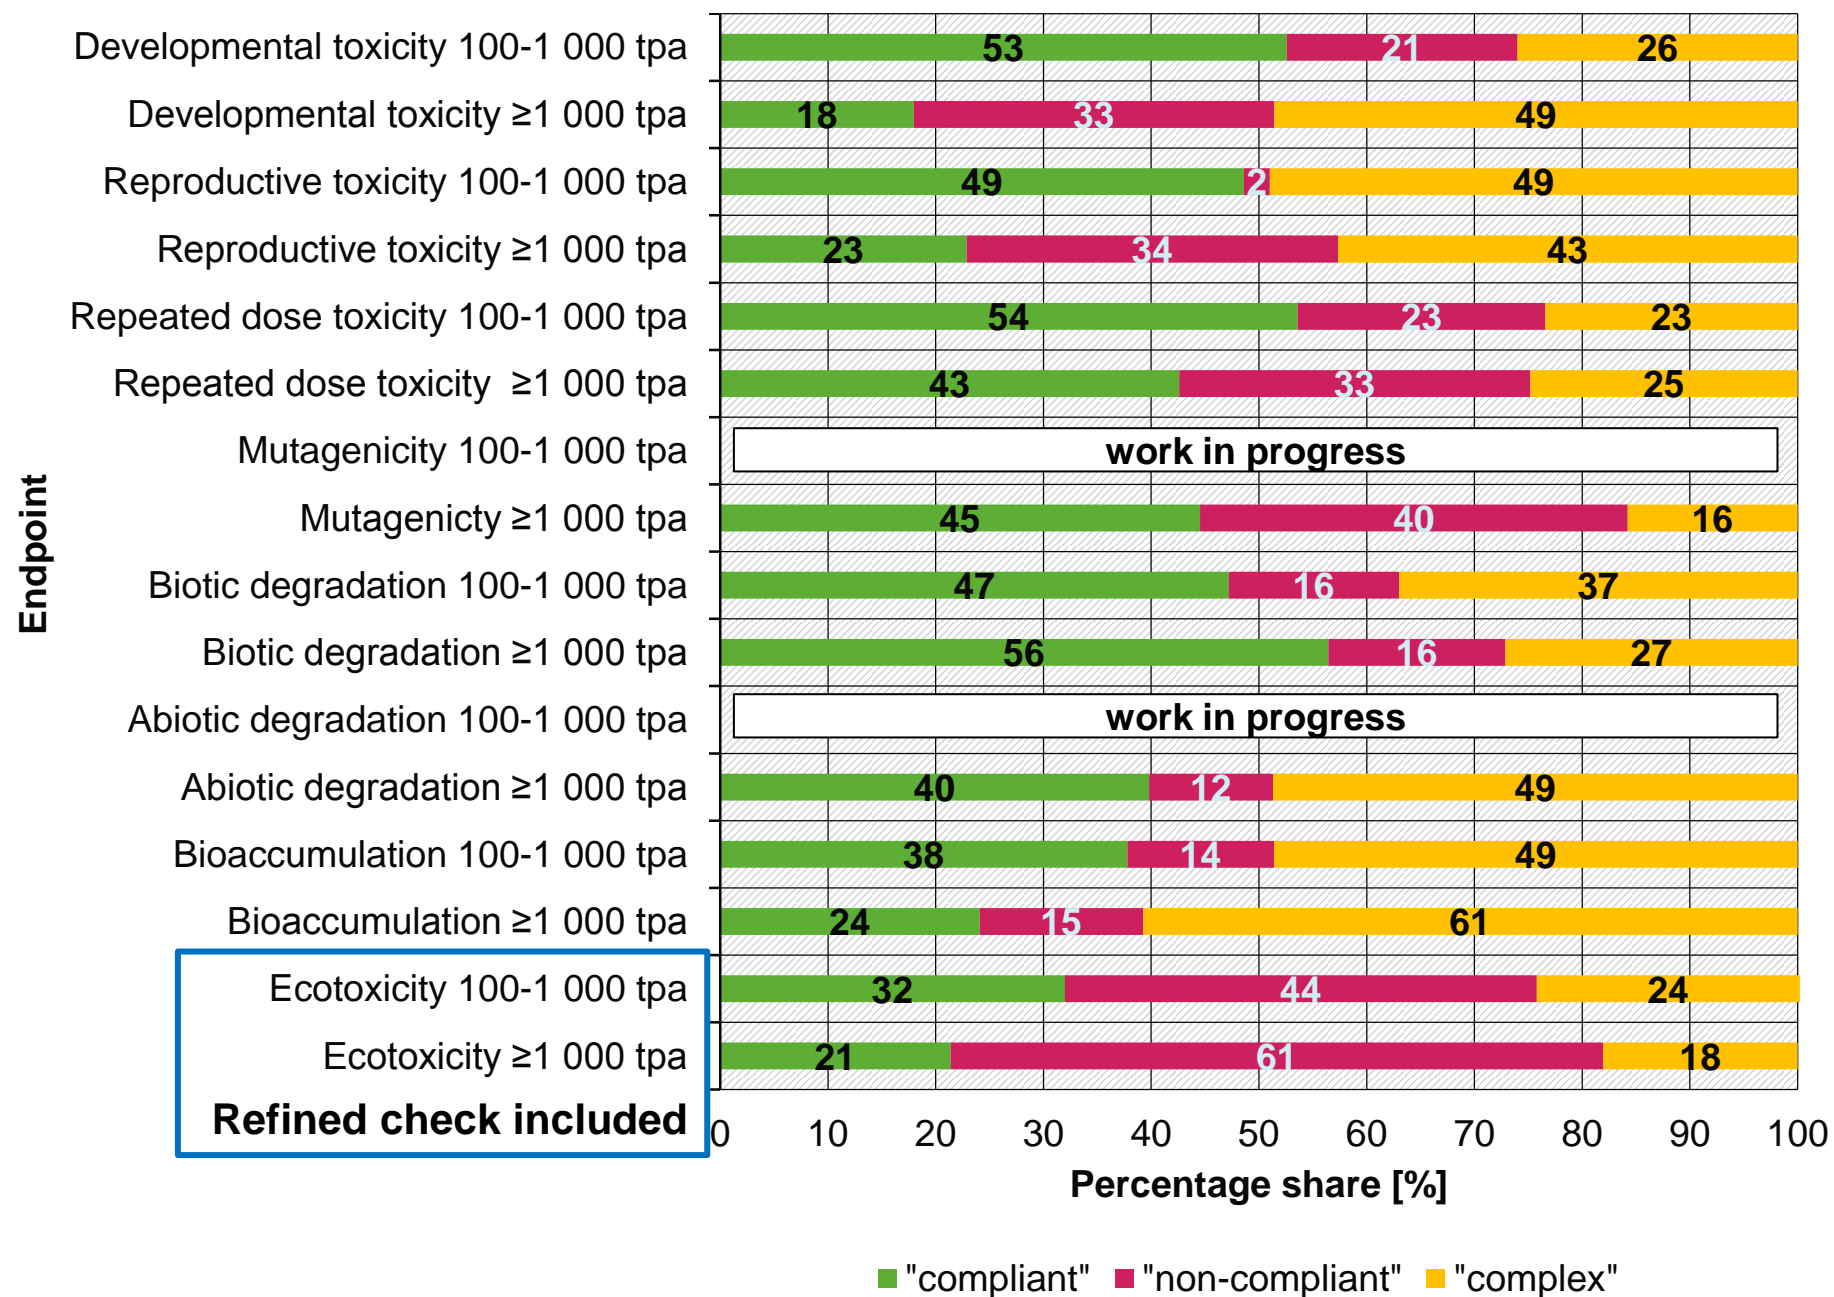 Developmental toxicity 100-1 000 tpa 53 21 26
Developmental toxicity ≥1 000 tpa 18 33 49
Reproductive toxicity 100-1 000 tpa 49 2 49
Reproductive toxicity ≥1 000 tpa 23 34 43
Repeated dose toxicity 100-1 000 tpa 54 23 23
Repeated dose toxicity ≥1 000 tpa 43 33 25
Mutagenicity 100-1 000 tpa work in progress
Mutagenicty ≥1 000 tpa 45 40 16
Biotic degradation 100-1 000 tpa 47 16 37
Biotic degradation ≥1 000 tpa 56 16 27
Abiotic degradation 100-1 000 tpa work in progress
Abiotic degradation ≥1 000 tpa 40 12 49
Bioaccumulation 100-1 000 tpa 38 14 49
Bioaccumulation ≥1 000 tpa 24 15 61
Ecotoxicity 100-1 000 tpa 32 44 24
Ecotoxicity ≥1 000 tpa 21 61 18
Refined check included
Endpoint
0 10 20 30 40 50 60 70 80 90 100
Percentage share [%]
"compliant" "non-compliant" "complex"